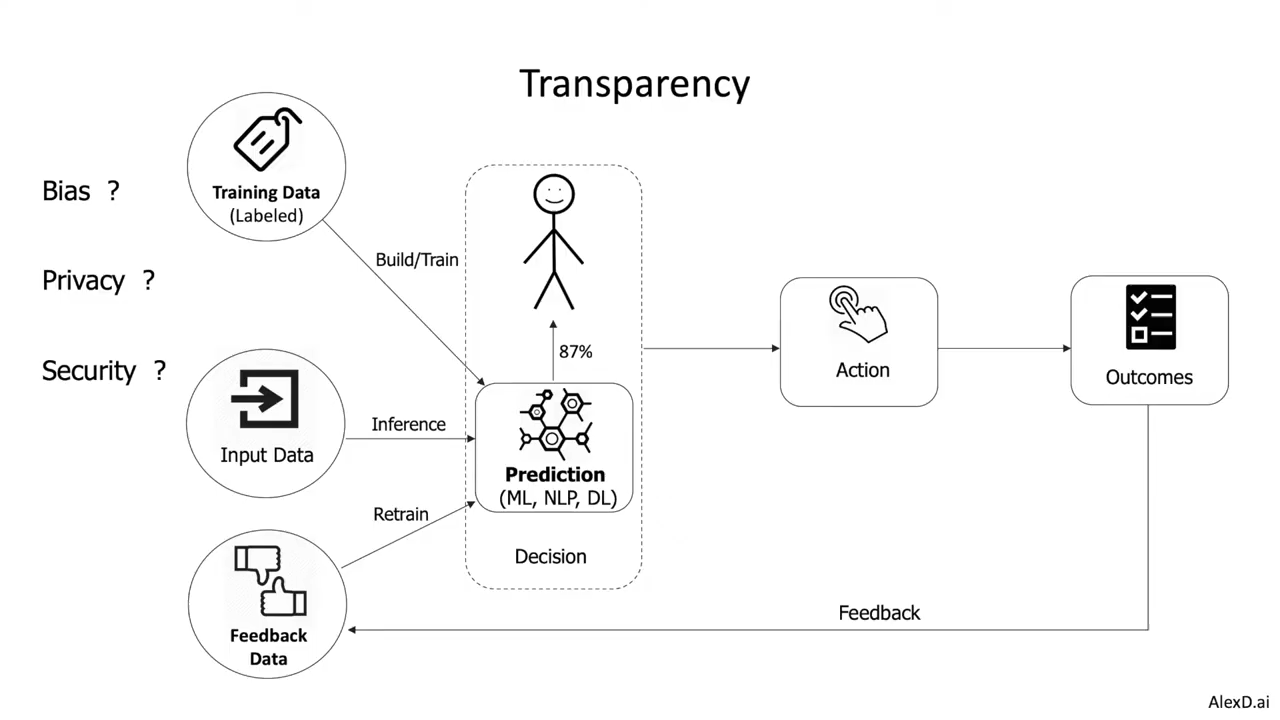 Transparency
Bias ?
Privacy ?
Security ?
Training Data
(Labeled)
Build/Train
Input Data
Inference
Retrain
Feedback
Data
87%
Prediction
(ML, NLP, DL)
Decision
Action
Outcomes
Feedback
AlexD.ai